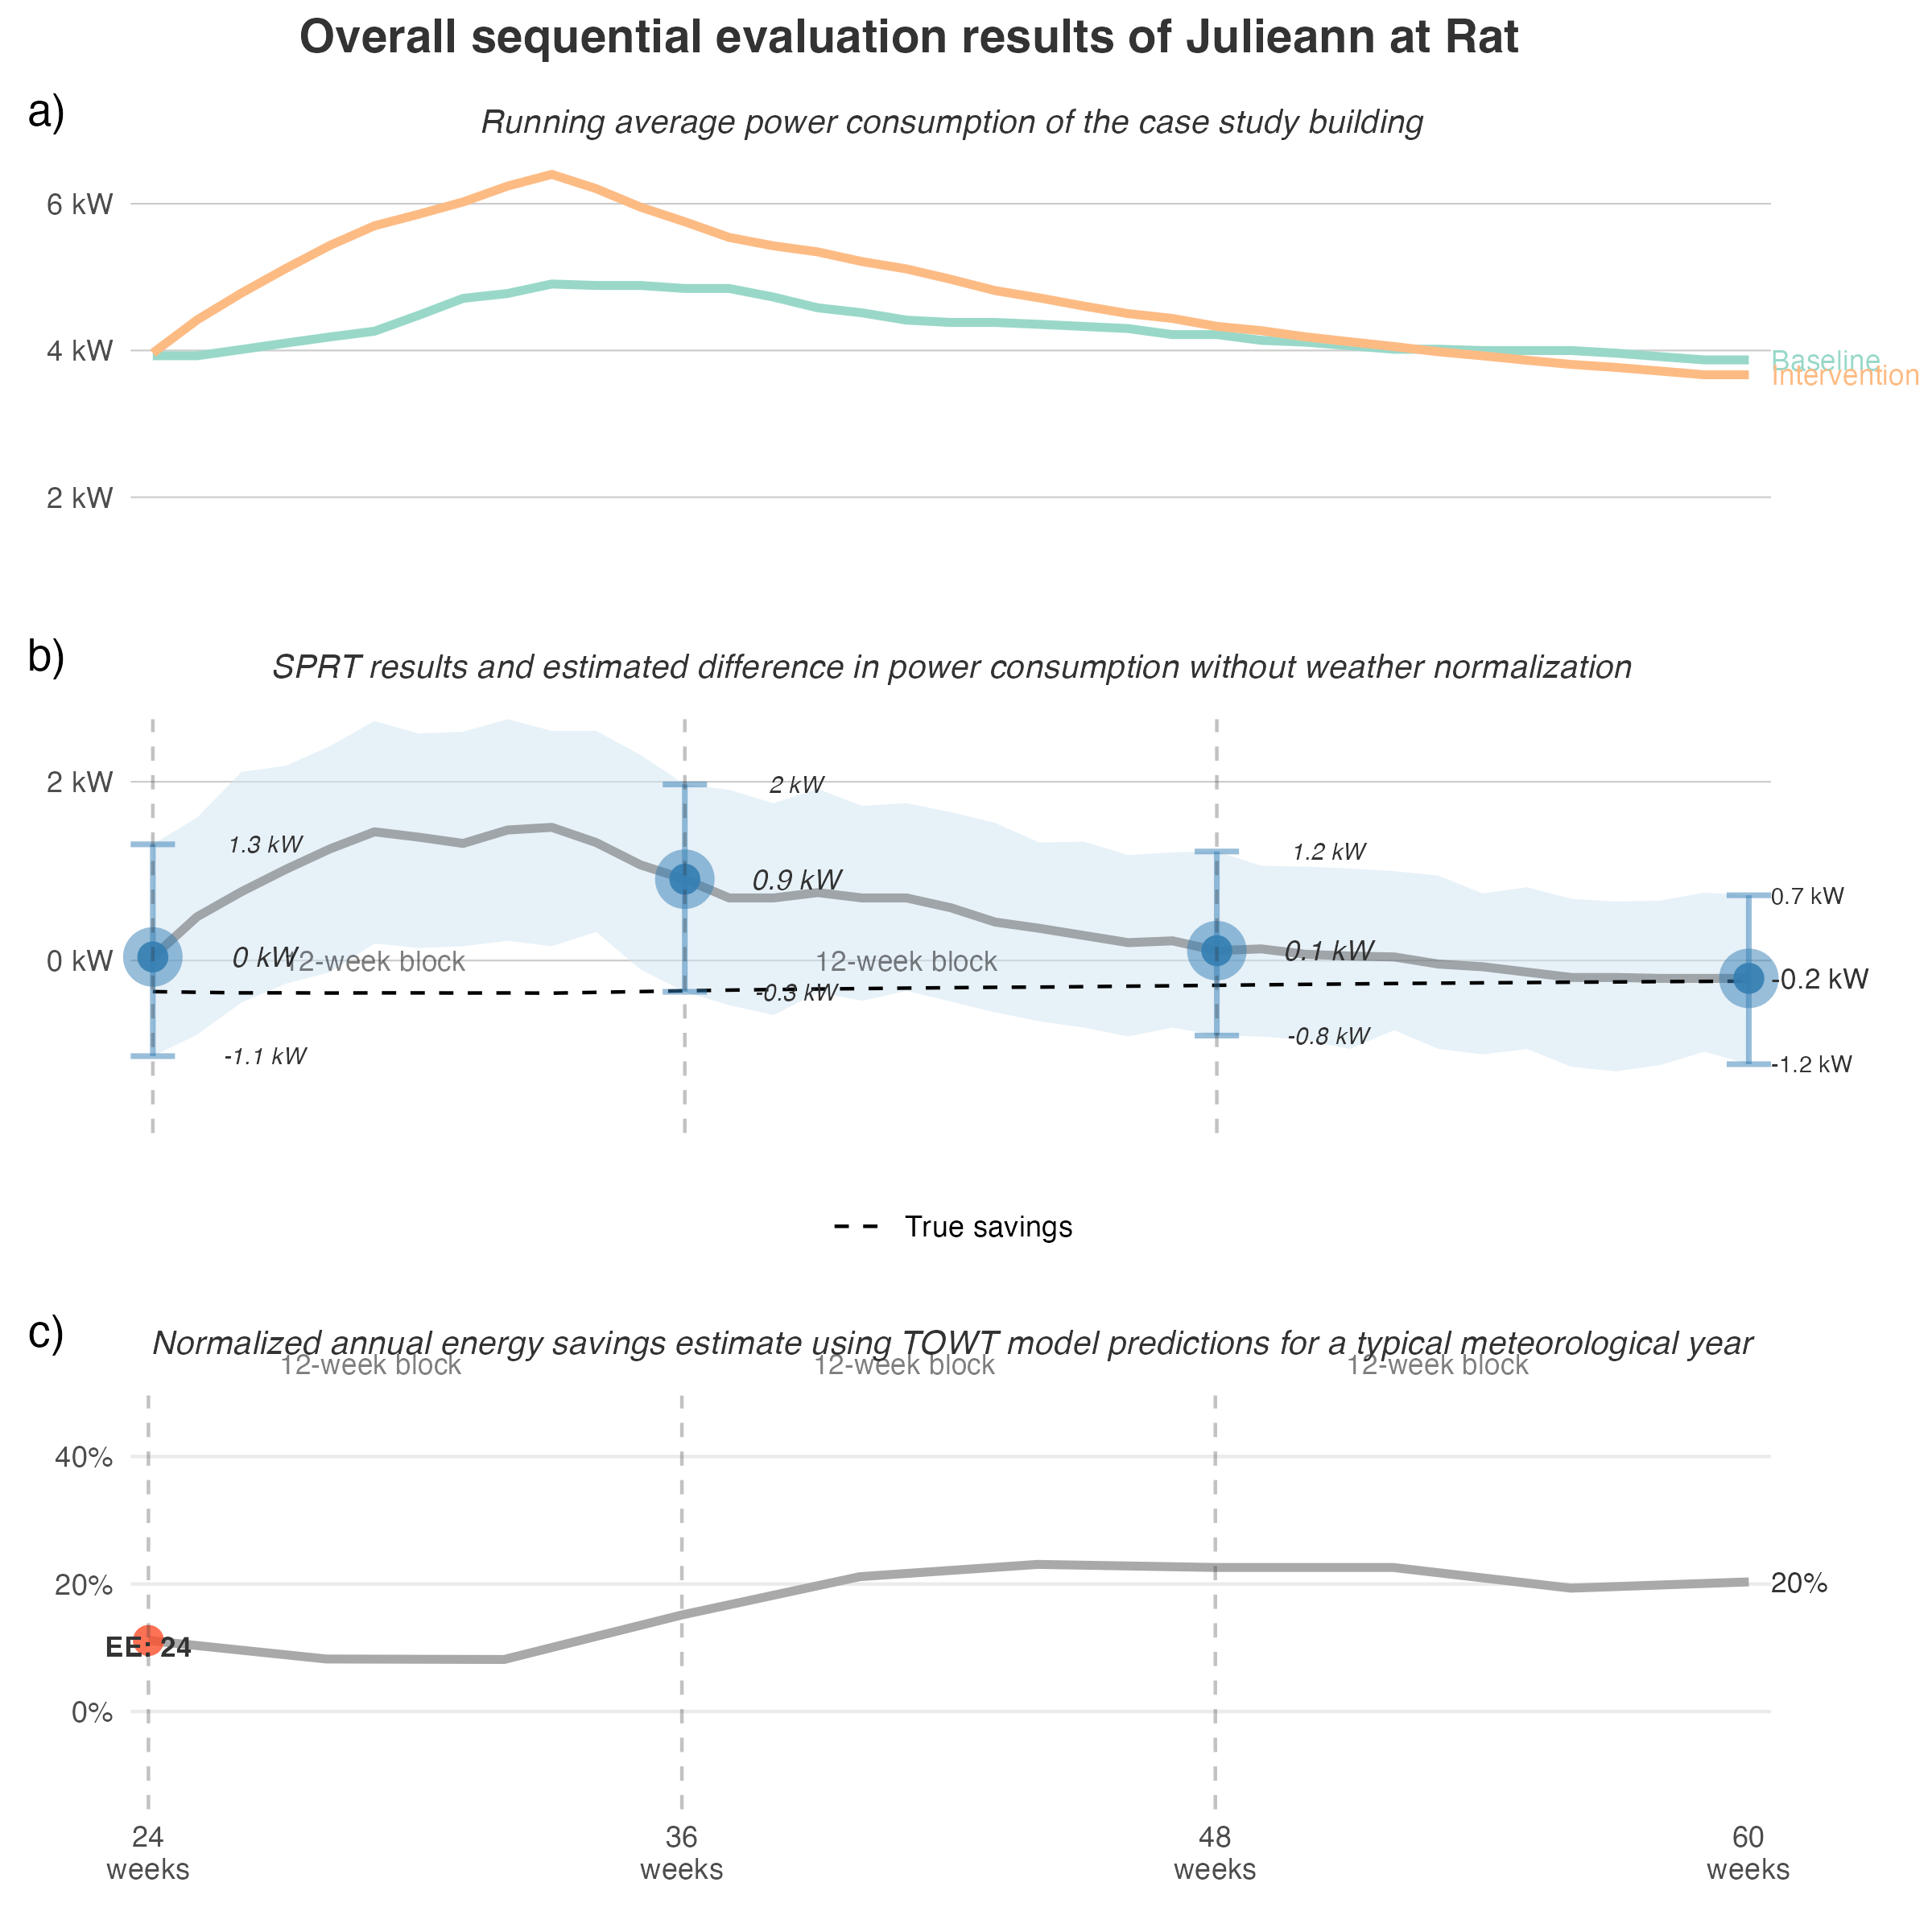 Overall sequential evaluation results of Julieann at Rat
a)
Running average power consumption of the case study building
6 kW
4 kW
2 kW
Baseline
Intervention
b)
SPRT results and estimated difference in power consumption without weather normalization
2 kW
0 kW
1.3 kW
0 kW
-1.1 kW
12-week block
2 kW
0.9 kW
-0.3 kW
12-week block
1.2 kW
0.1 kW
-0.8 kW
0.7 kW
-0.2 kW
-1.2 kW
True savings
c)
Normalized annual energy savings estimate using TOWT model predictions for a typical meteorological year
12-week block
12-week block
12-week block
40%
20%
0%
EE: 24
20%
24
weeks
36
weeks
48
weeks
60
weeks